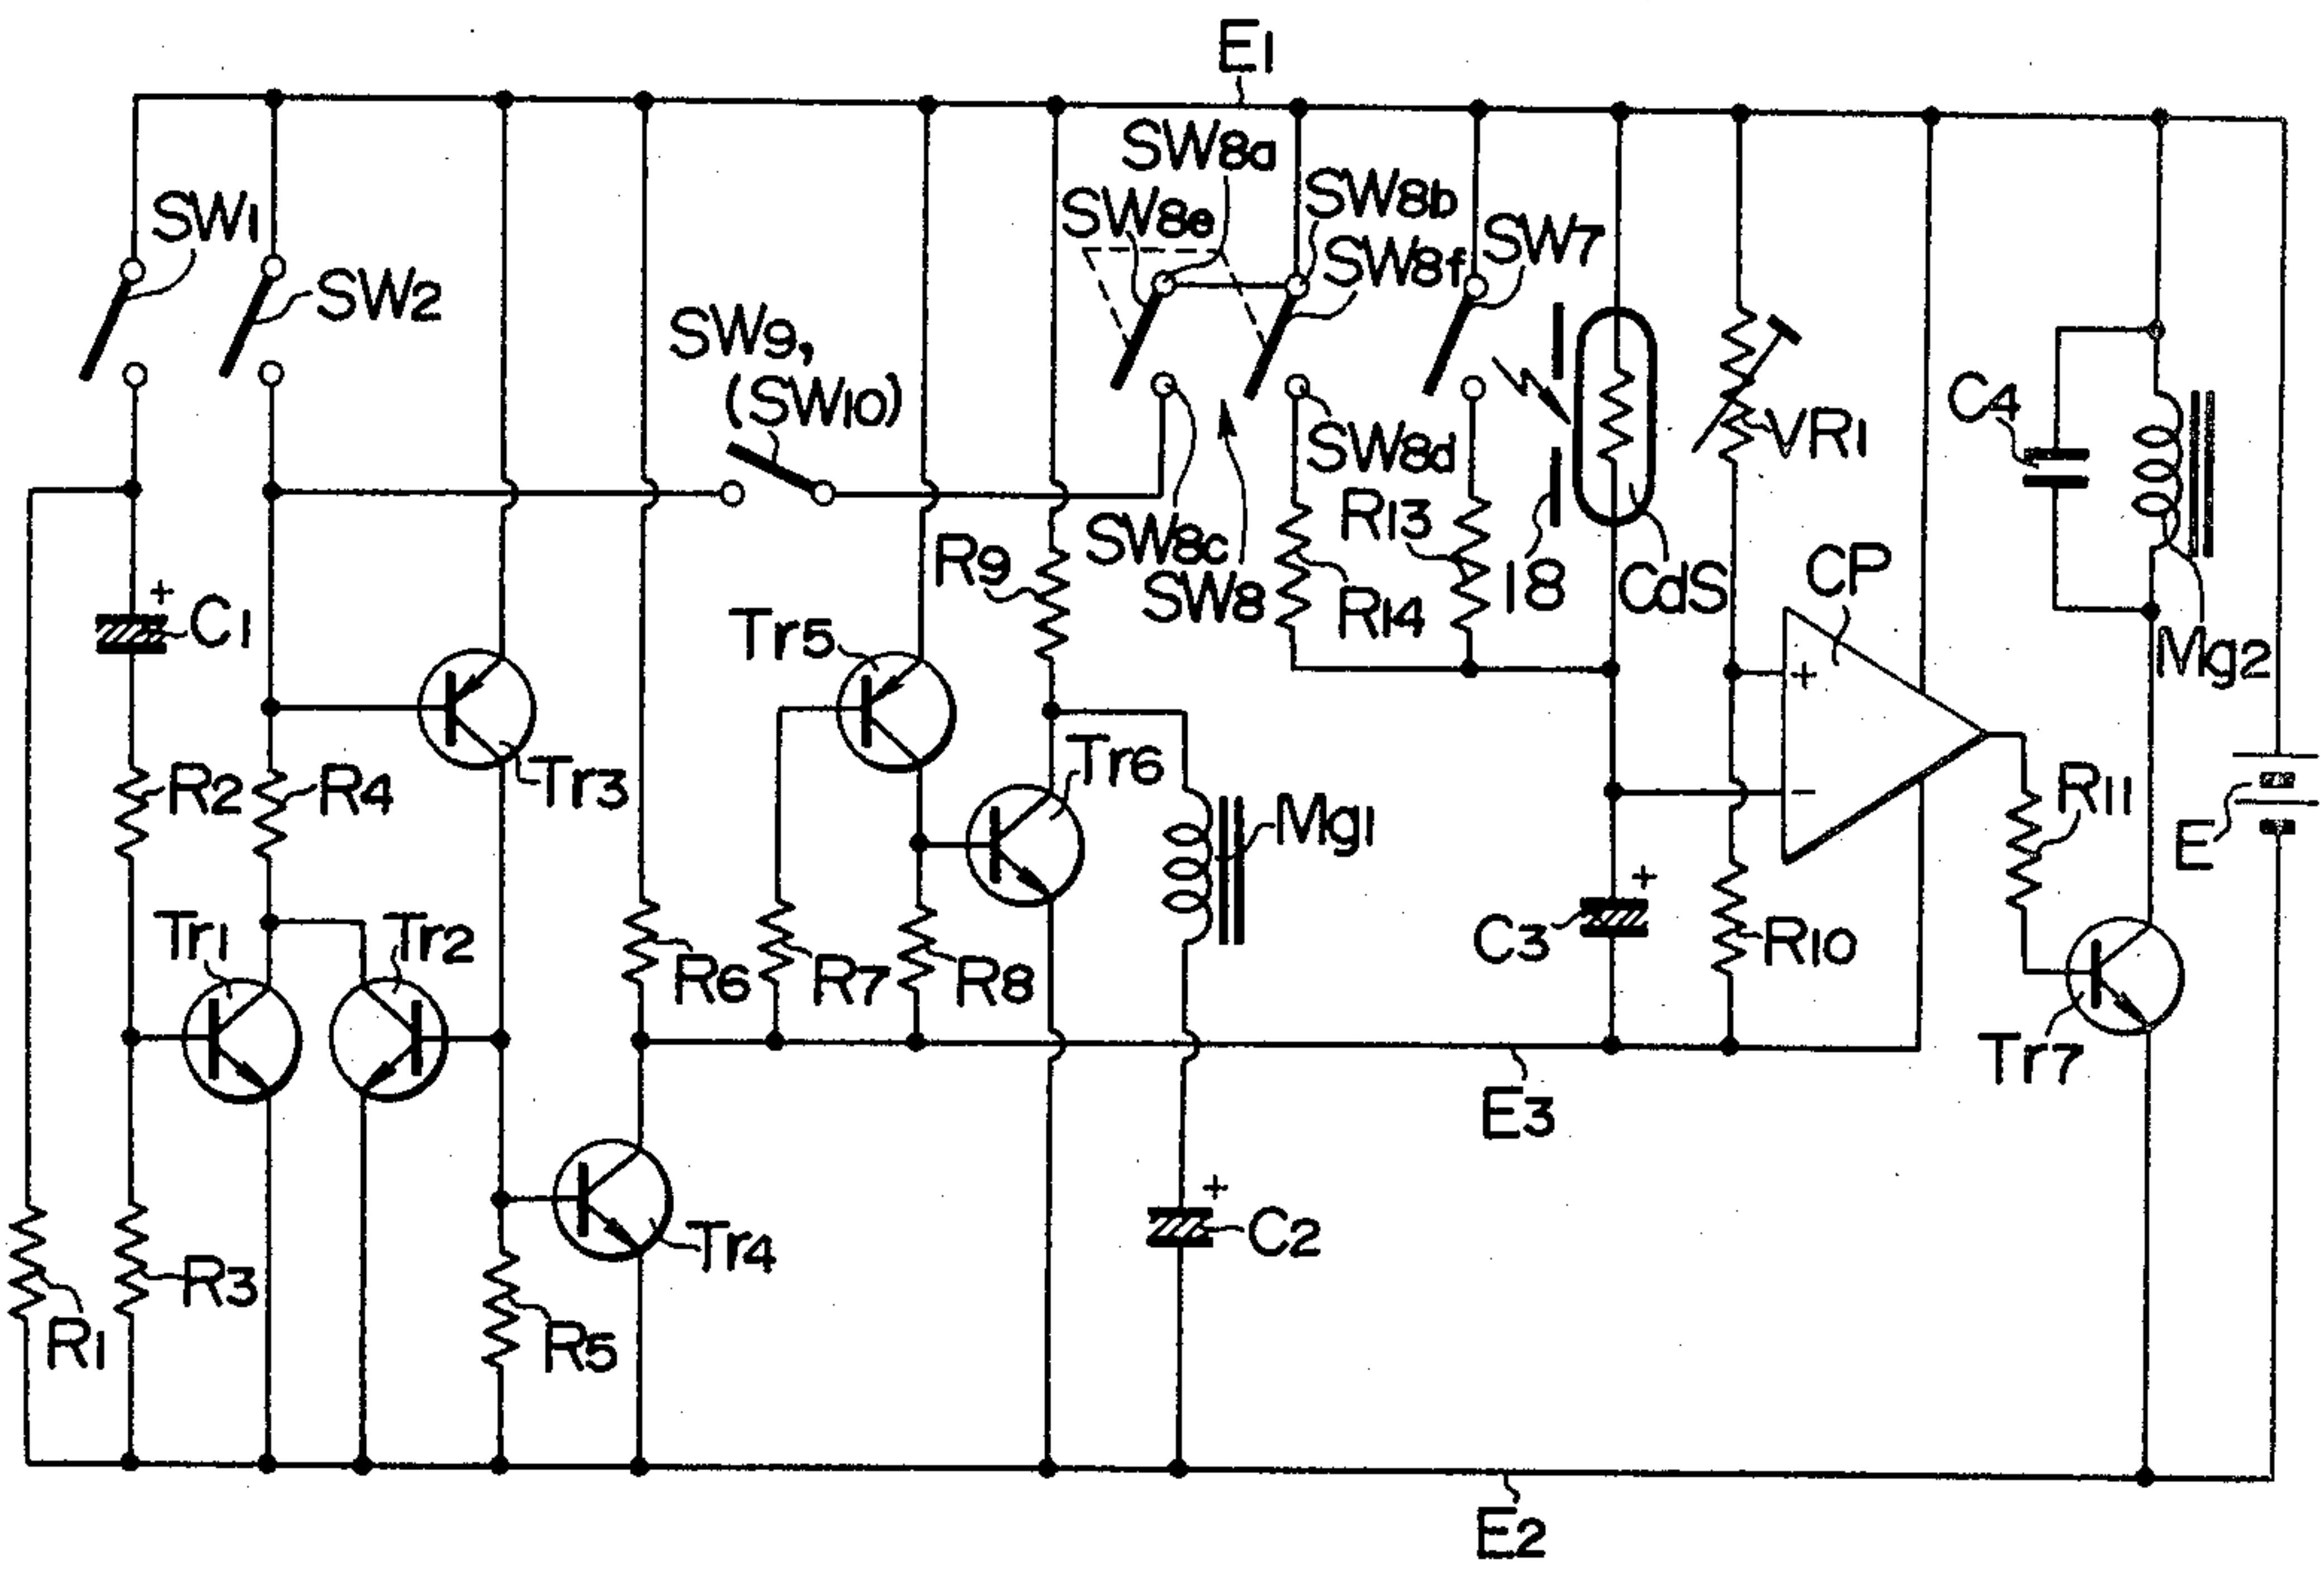 E1
SW8a
SW8e
SW8b
SW1
SW8f
SW7
SW2
SW9,
(SW10)
C4
VR1
SW8d
R13
SW8c
R9
SW8
R14
18
CdS
CP
+
C1
Tr5
Mg2
+
Tr6
R2
R4
Tr3
Mg1
−
R11
E
+
Tr1
Tr2
C3
R10
R6
R7
R8
Tr7
E3
+
C2
Tr4
R3
R1
R5
E2